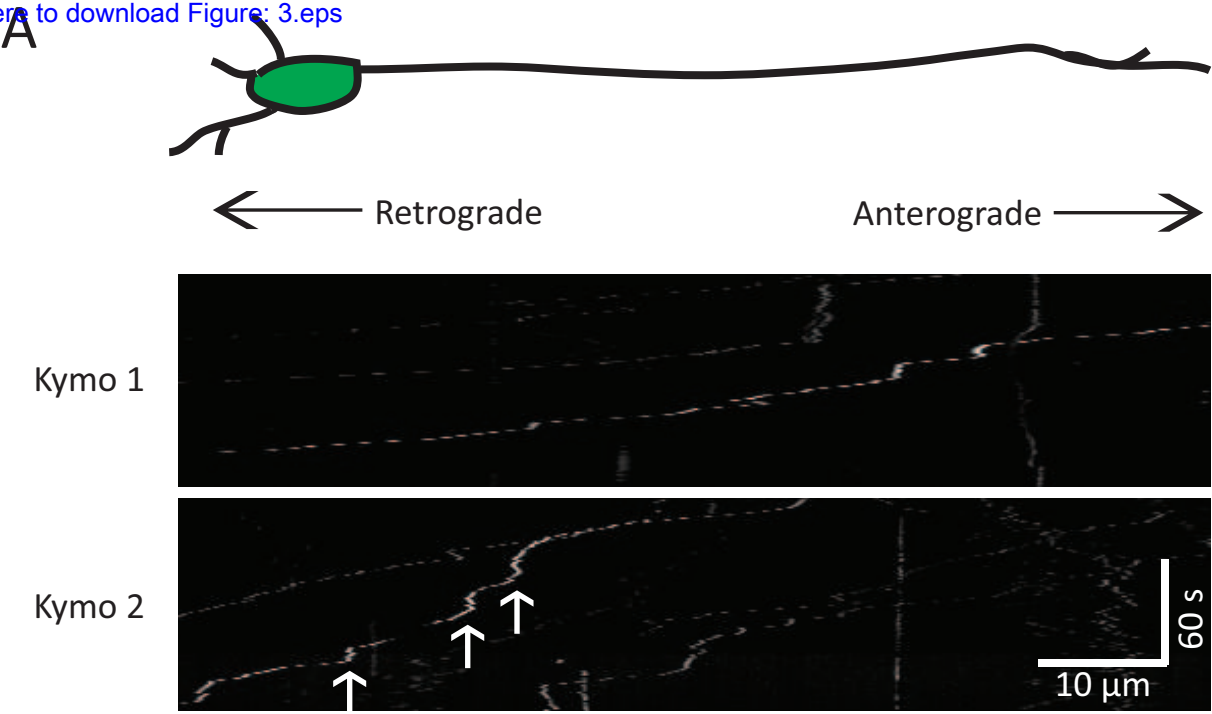 to download Figure: 3.eps
A
Retrograde
Anterograde
Kymo 1
Kymo 2
60 s
10 μm